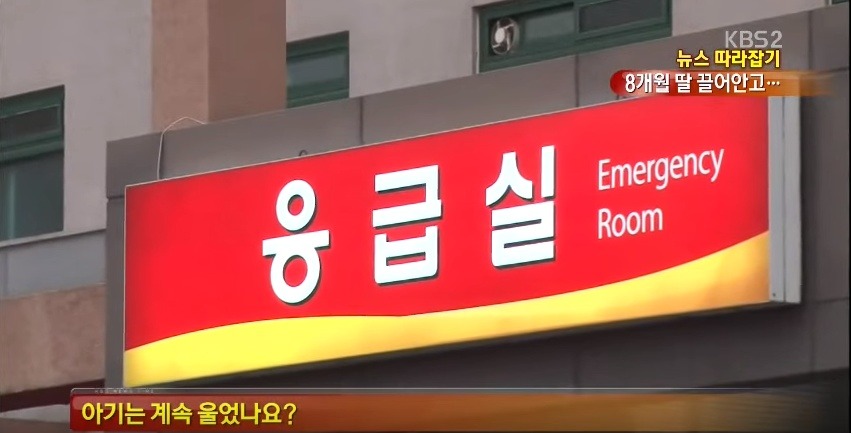 KBS2
뉴스 따라잡기
8개월 딸 끌어안고…
응급실
Emergency
Room
아기는 계속 울었나요?